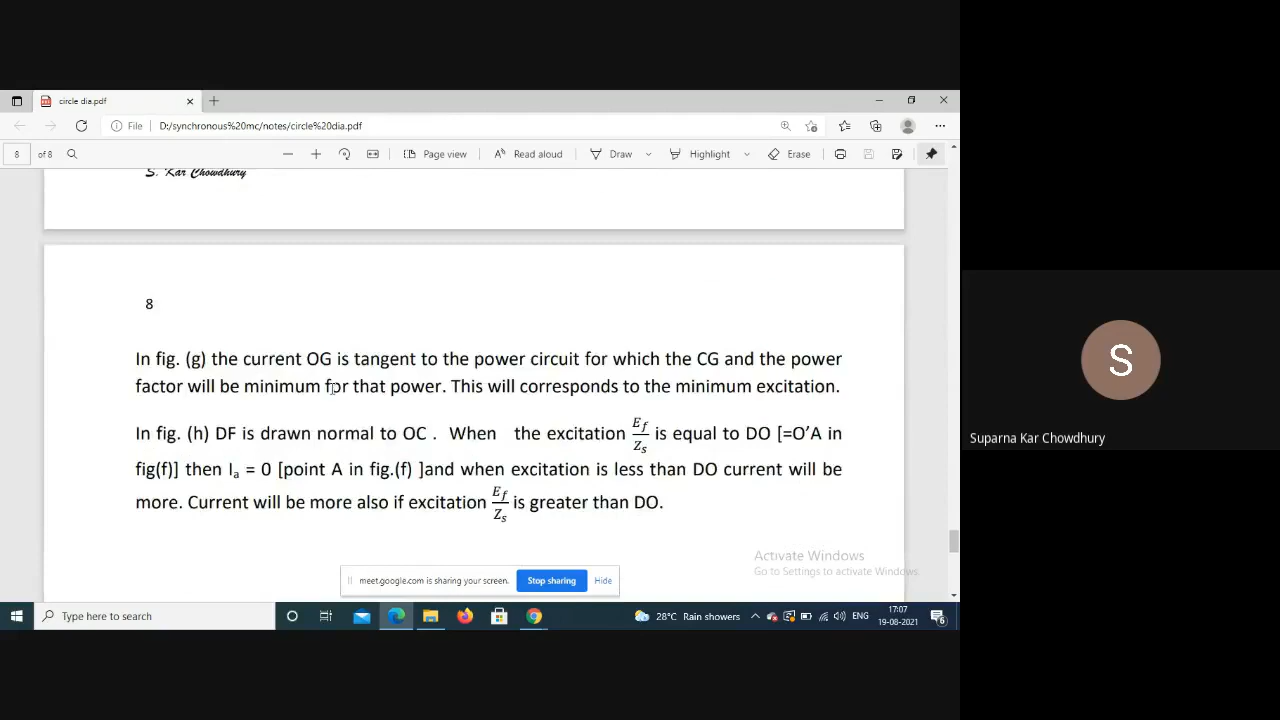 circle dia.pdf
File
D:/synchronous%20mc/notes/circle%20dia.pdf
8 of 8
Page view
Read aloud
Draw
Highlight
Erase
S. Kar Chowdhury
8
In fig. (g) the current OG is tangent to the power circuit for which the CG and the power
factor will be minimum for that power. This will corresponds to the minimum excitation.
In fig. (h) DF is drawn normal to OC . When the excitation E_f/Z_s is equal to DO [=O’A in
fig(f)] then I_a = 0 [point A in fig.(f) ]and when excitation is less than DO current will be
more. Current will be more also if excitation E_f/Z_s is greater than DO.
Activate Windows
Go to Settings to activate Windows.
meet.google.com is sharing your screen.
Stop sharing
Hide
Type here to search
28°C Rain showers
ENG
17:07
19-08-2021
6
S
Suparna Kar Chowdhury